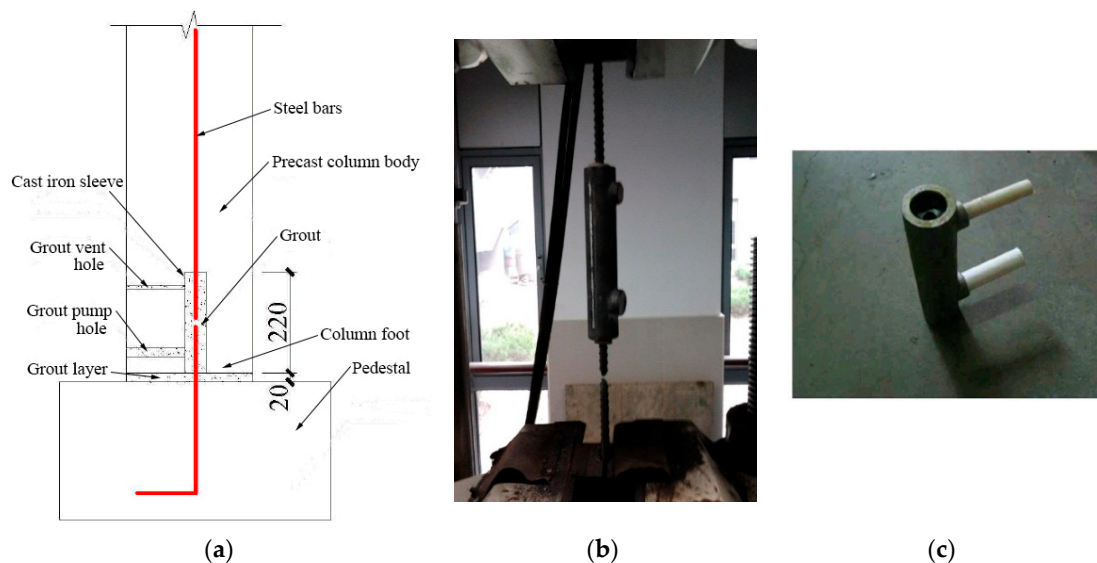 Steel bars
Precast column body
Cast iron sleeve
Grout vent
hole
Grout
Grout pump
hole
220
Column foot
Grout layer
20
Pedestal
(a)
(b)
(c)